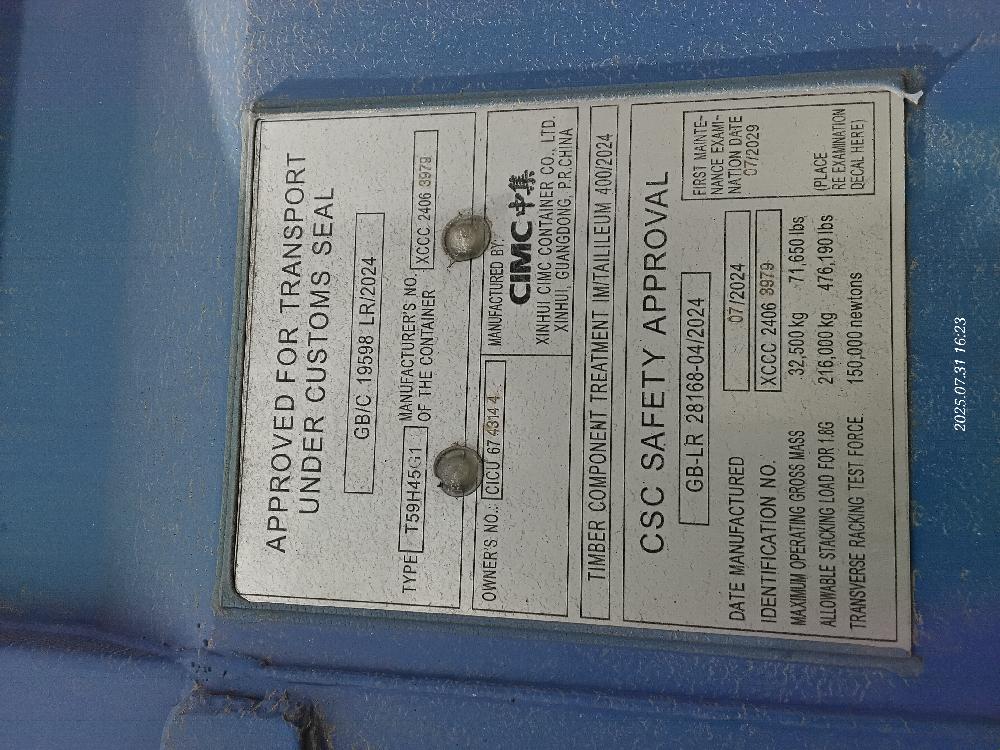 APPROVED FOR TRANSPORT
UNDER CUSTOMS SEAL
GB/C 19598 LR/2024
TYPE T59H45G1 MANUFACTURER'S NO.
OF THE CONTAINER XCCC 2406 3979
OWNER'S NO.: CICU 67 4314 4
MANUFACTURED BY:
CIMC 中集
XINHUI CIMC CONTAINER CO., LTD.
XINHUI, GUANGDONG. P.R.CHINA
TIMBER COMPONENT TREATMENT IM/TAILILEUM 400/2024
CSC SAFETY APPROVAL
GB-LR 28168-04/2024
DATE MANUFACTURED 07/2024
IDENTIFICATION NO. XCCC 2406 3979
MAXIMUM OPERATING GROSS MASS 32,500 kg 71,650 lbs
ALLOWABLE STACKING LOAD FOR 1.8G 216,000 kg 476,190 lbs
TRANSVERSE RACKING TEST FORCE 150,000 newtons
FIRST MAINTE-
NANCE EXAMI-
NATION DATE
07/2029
(PLACE
RE EXAMINATION
DECAL HERE)
2025.07.31 16:23